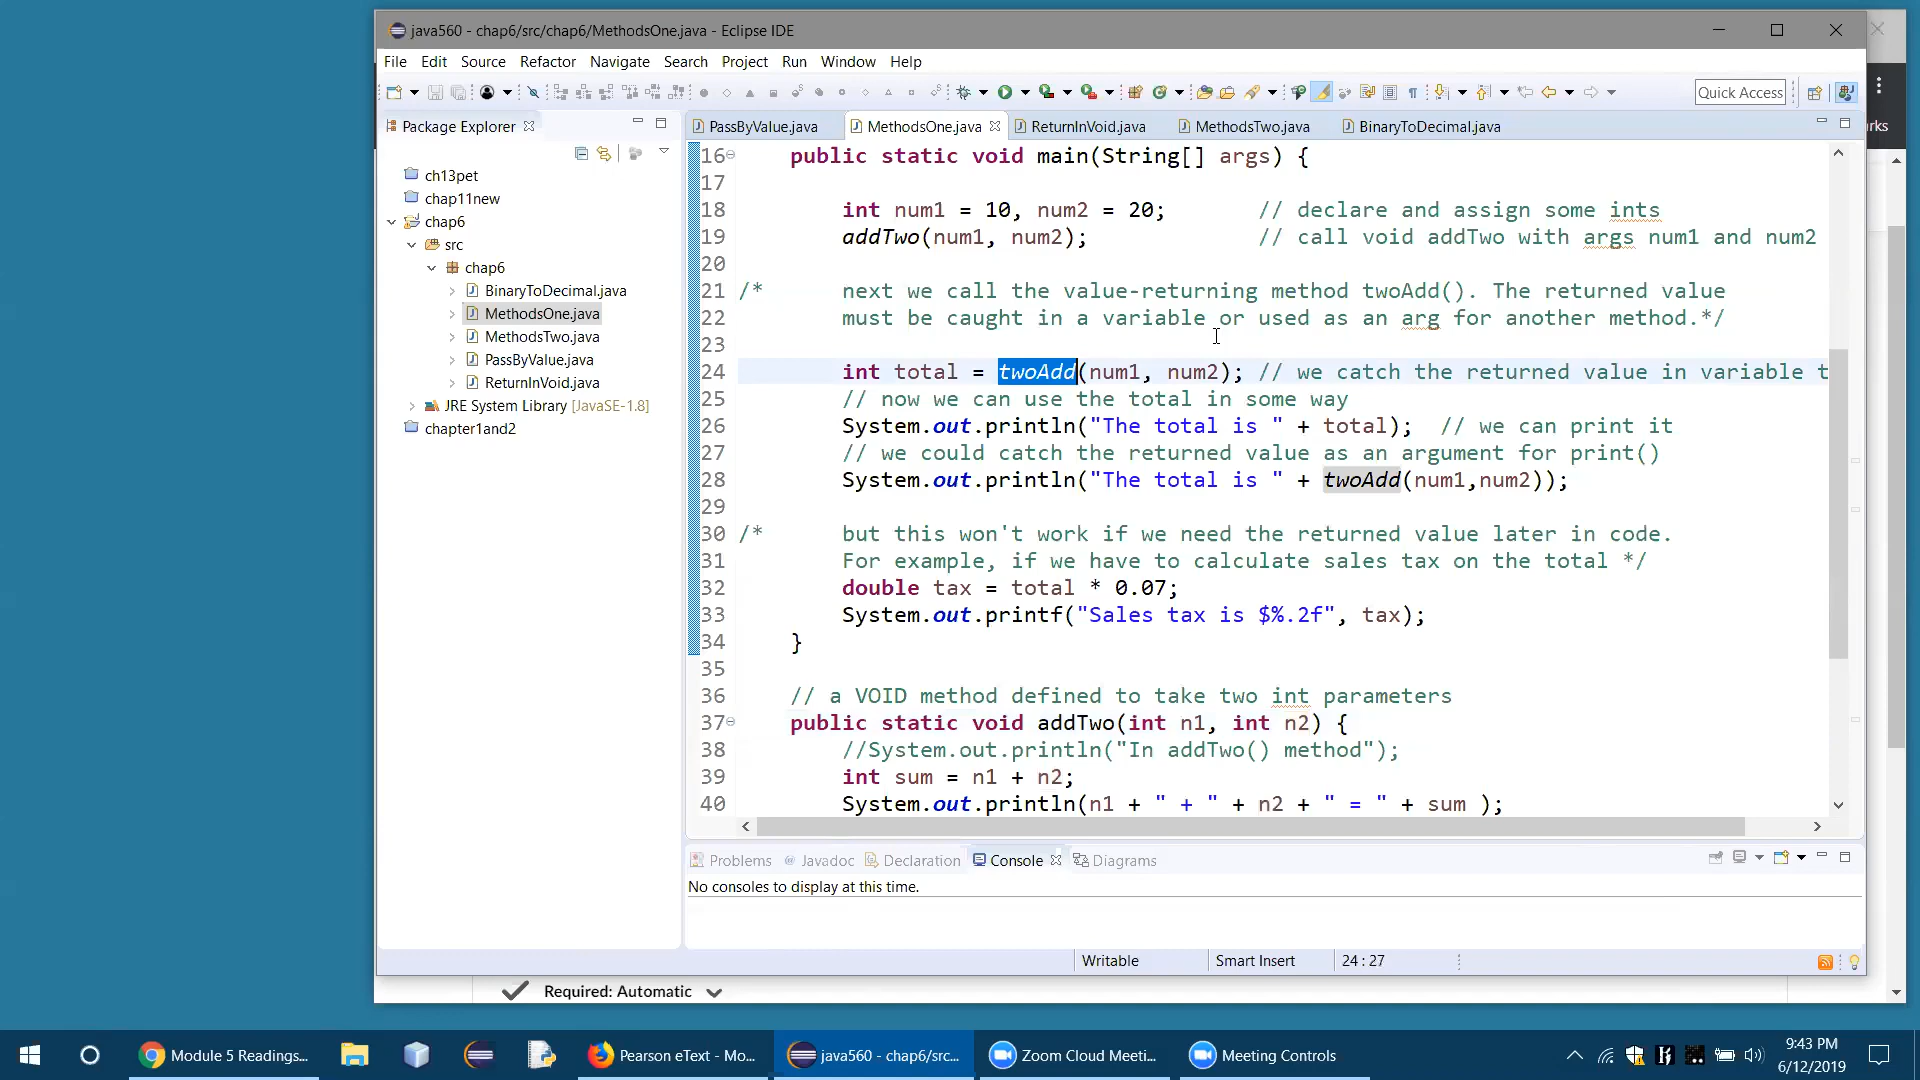 java560 - chap6/src/chap6/MethodsOne.java - Eclipse IDE
File Edit Source Refactor Navigate Search Project Run Window Help
Quick Access
Package Explorer
PassByValue.java MethodsOne.java ReturnInVoid.java MethodsTwo.java BinaryToDecimal.java
rks
ch13pet
chap11new
chap6
src
chap6
BinaryToDecimal.java
MethodsOne.java
MethodsTwo.java
PassByValue.java
ReturnInVoid.java
JRE System Library [JavaSE-1.8]
chapter1and2
16 public static void main(String[] args) {
17
18 int num1 = 10, num2 = 20; // declare and assign some ints
19 addTwo(num1, num2); // call void addTwo with args num1 and num2
20
21 /* next we call the value-returning method twoAdd(). The returned value
22 must be caught in a variable or used as an arg for another method.*/
23
24 int total = twoAdd(num1, num2); // we catch the returned value in variable t
25 // now we can use the total in some way
26 System.out.println("The total is " + total); // we can print it
27 // we could catch the returned value as an argument for print()
28 System.out.println("The total is " + twoAdd(num1,num2));
29
30 /* but this won't work if we need the returned value later in code.
31 For example, if we have to calculate sales tax on the total */
32 double tax = total * 0.07;
33 System.out.printf("Sales tax is $%.2f", tax);
34 }
35
36 // a VOID method defined to take two int parameters
37 public static void addTwo(int n1, int n2) {
38 //System.out.println("In addTwo() method");
39 int sum = n1 + n2;
40 System.out.println(n1 + " + " + n2 + " = " + sum );
Problems Javadoc Declaration Console Diagrams
No consoles to display at this time.
Writable Smart Insert 24 : 27
Required: Automatic
Module 5 Readings... Pearson eText - Mo... java560 - chap6/src... Zoom Cloud Meeti... Meeting Controls
9:43 PM
6/12/2019